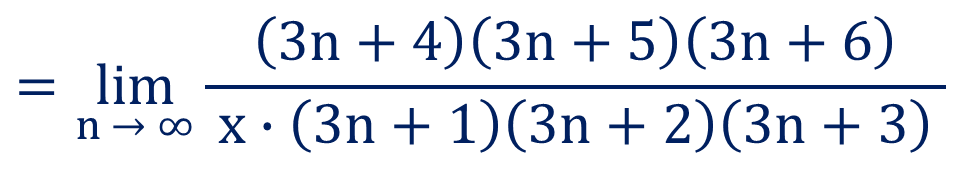 = lim n → ∞ (3n + 4)(3n + 5)(3n + 6) / x · (3n + 1)(3n + 2)(3n + 3)